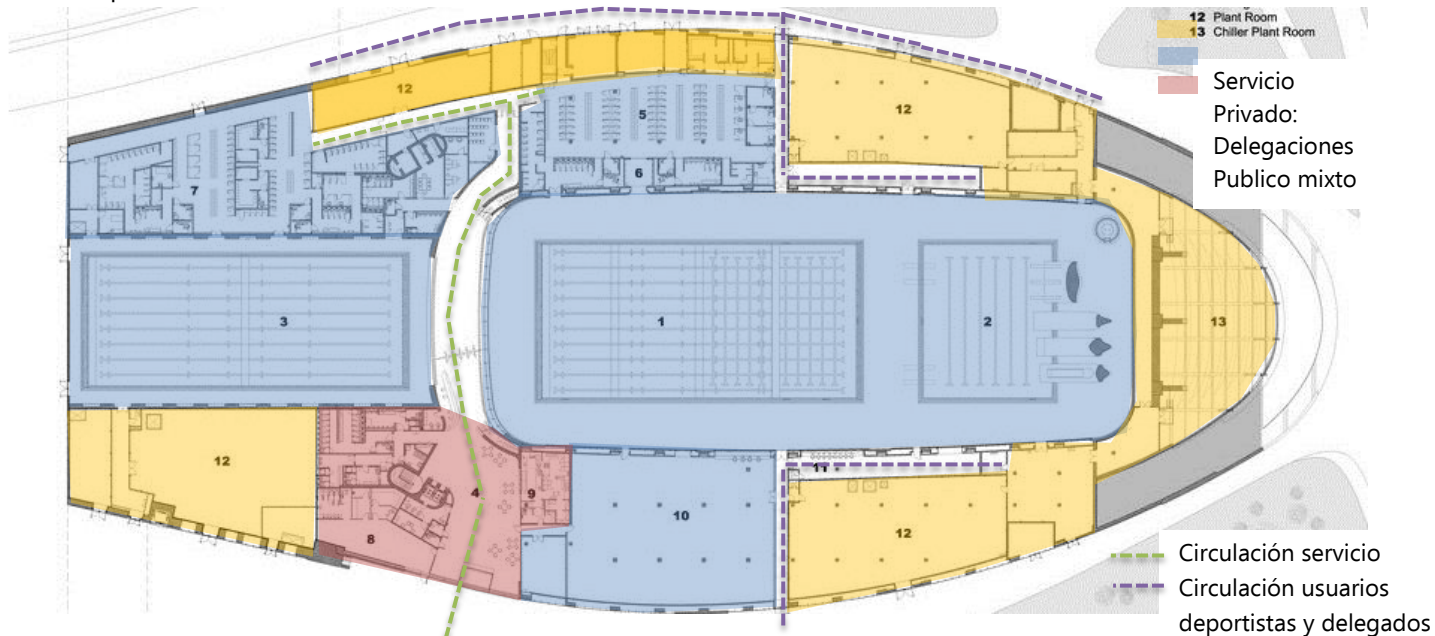 12 Plant Room
13 Chiller Plant Room
Servicio
Privado:
Delegaciones
Publico mixto
12
5
12
6
7
3
1
2
13
12
4
9
8
10
11
12
Circulación servicio
Circulación usuarios
deportistas y delegados